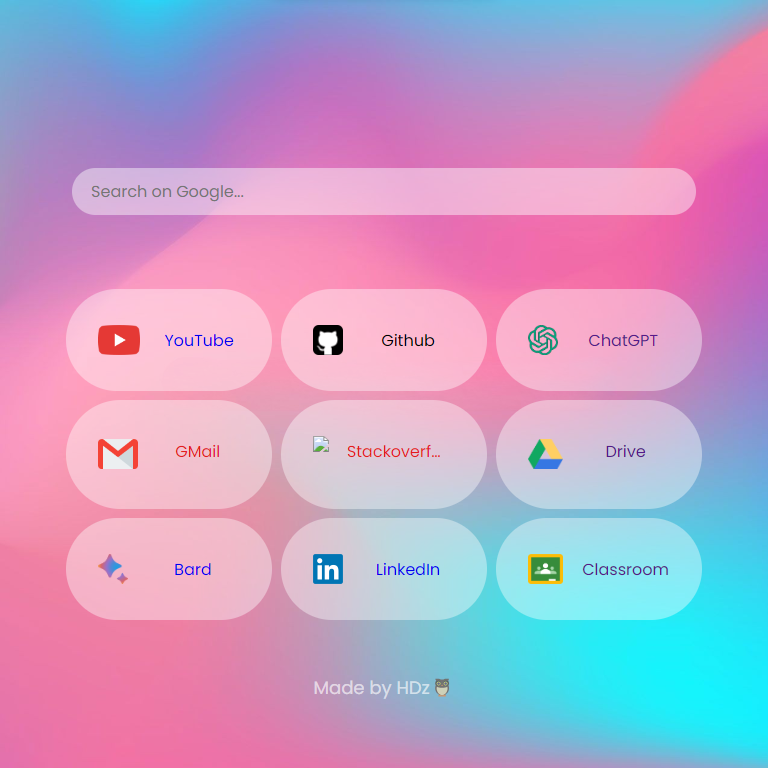 Search on Google...
YouTube
Github
ChatGPT
GMail
Stackoverf...
Drive
Bard
LinkedIn
Classroom
Made by HDz